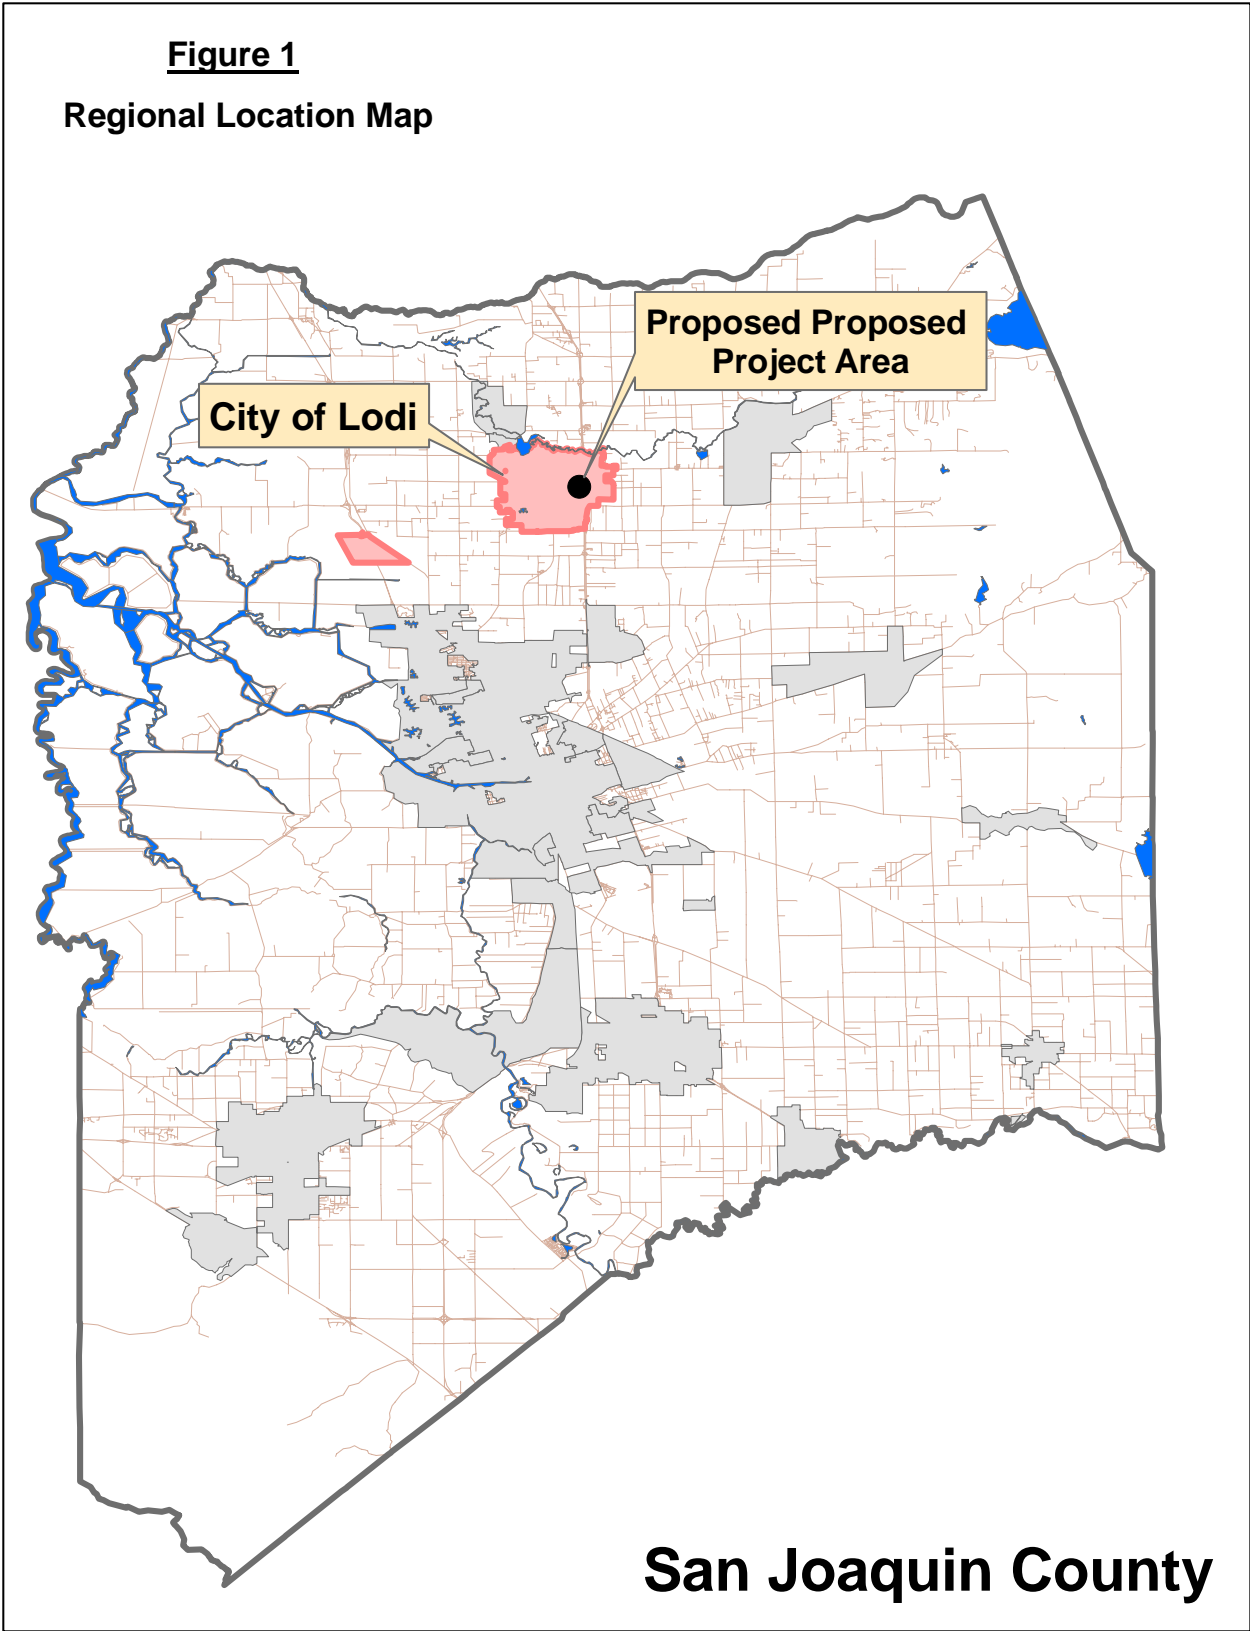 Figure 1
Regional Location Map
Proposed Proposed
Project Area
City of Lodi
San Joaquin County